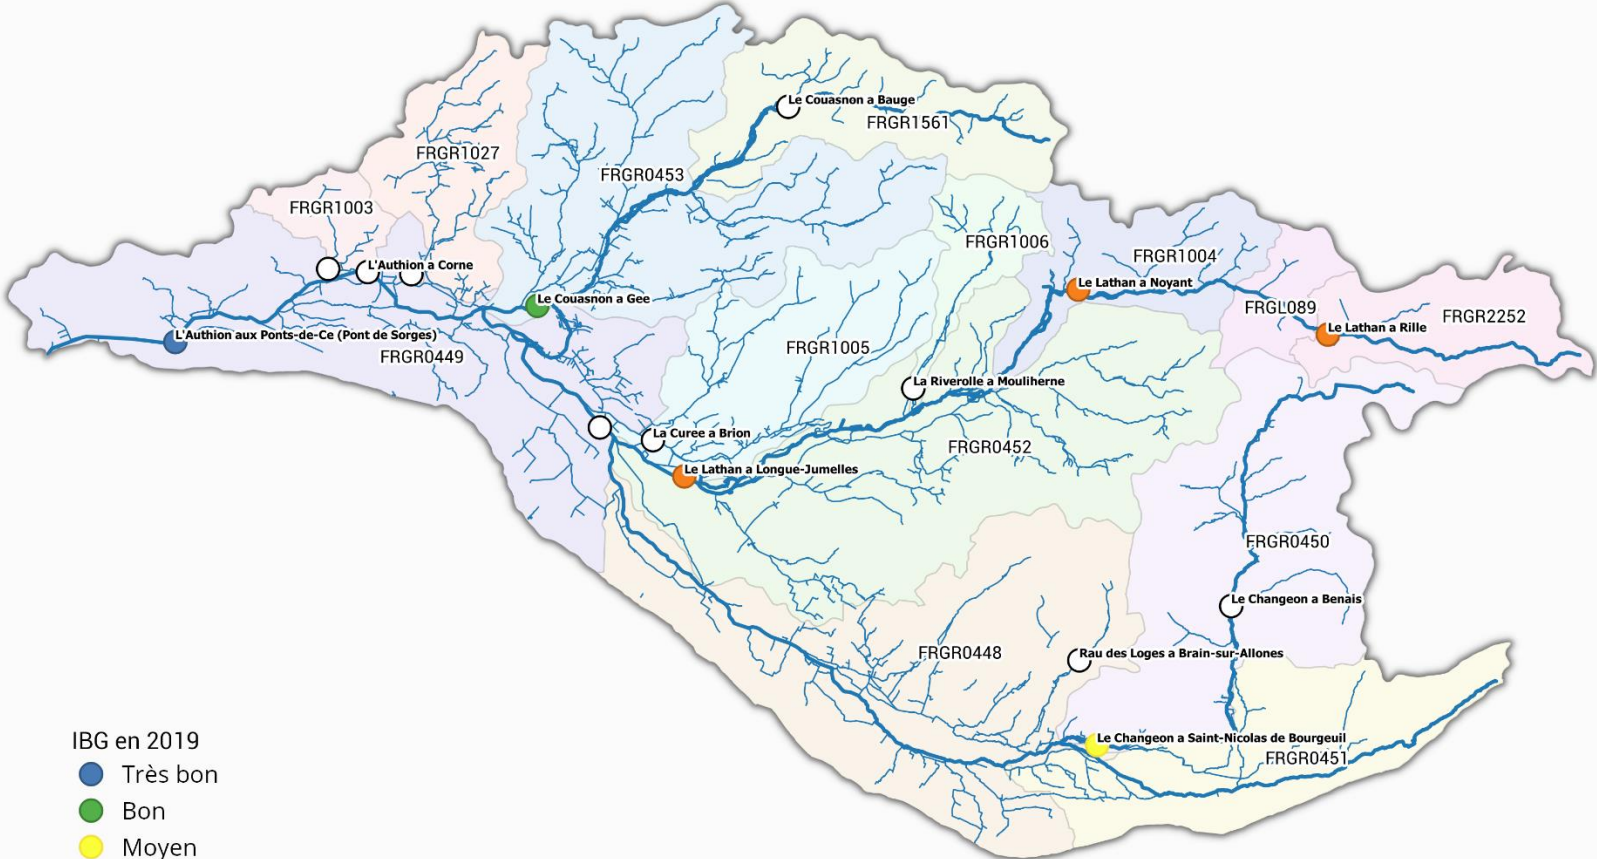 Le Couasnon a Bauge
FRGR1561
FRGR1027
FRGR0453
FRGR1003
FRGR1006
FRGR1004
L'Authion a Corne
Le Lathan a Noyant
Le Couasnon a Gee
FRGL089
FRGR2252
Le Lathan a Rille
L'Authion aux Ponts-de-Ce (Pont de Sorges)
FRGR0449
FRGR1005
La Riverolle a Mouliherne
La Curee a Brion
FRGR0452
Le Lathan a Longue-Jumelles
FRGR0450
Le Changeon a Benais
FRGR0448
Rau des Loges a Brain-sur-Allones
Le Changeon a Saint-Nicolas de Bourgeuil
FRGR0451
IBG en 2019
Très bon
Bon
Moyen